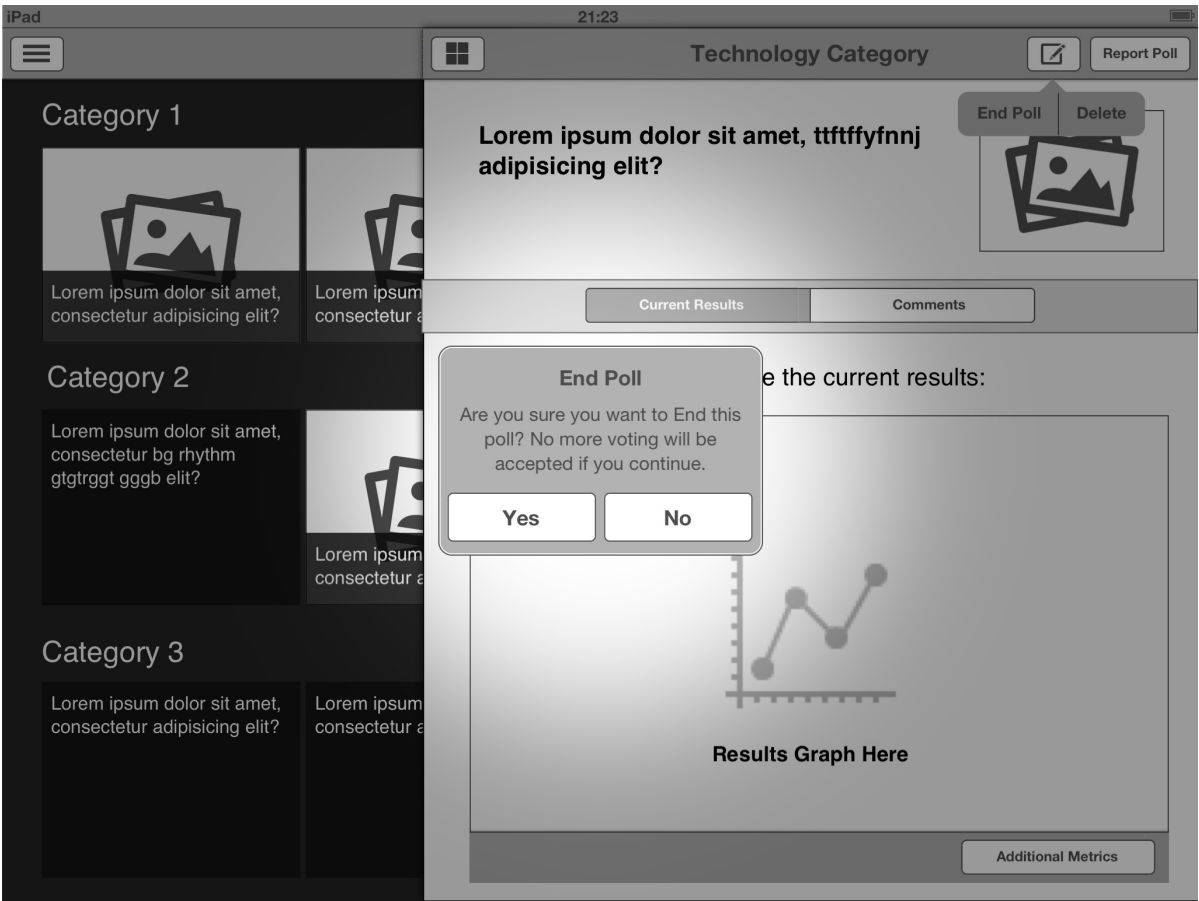 iPad
21:23
Technology Category
Report Poll
End Poll
Delete
Category 1
Lorem ipsum dolor sit amet,
consectetur adipisicing elit?
Lorem ipsum
consectetur a
Lorem ipsum dolor sit amet, ttftffyfnnj
adipisicing elit?
Current Results
Comments
Category 2
Lorem ipsum dolor sit amet,
consectetur bg rhythm
gtgtrggt gggb elit?
Lorem ipsum
consectetur a
e the current results:
End Poll
Are you sure you want to End this
poll? No more voting will be
accepted if you continue.
Yes
No
Results Graph Here
Category 3
Lorem ipsum dolor sit amet,
consectetur adipisicing elit?
Lorem ipsum
consectetur a
Additional Metrics